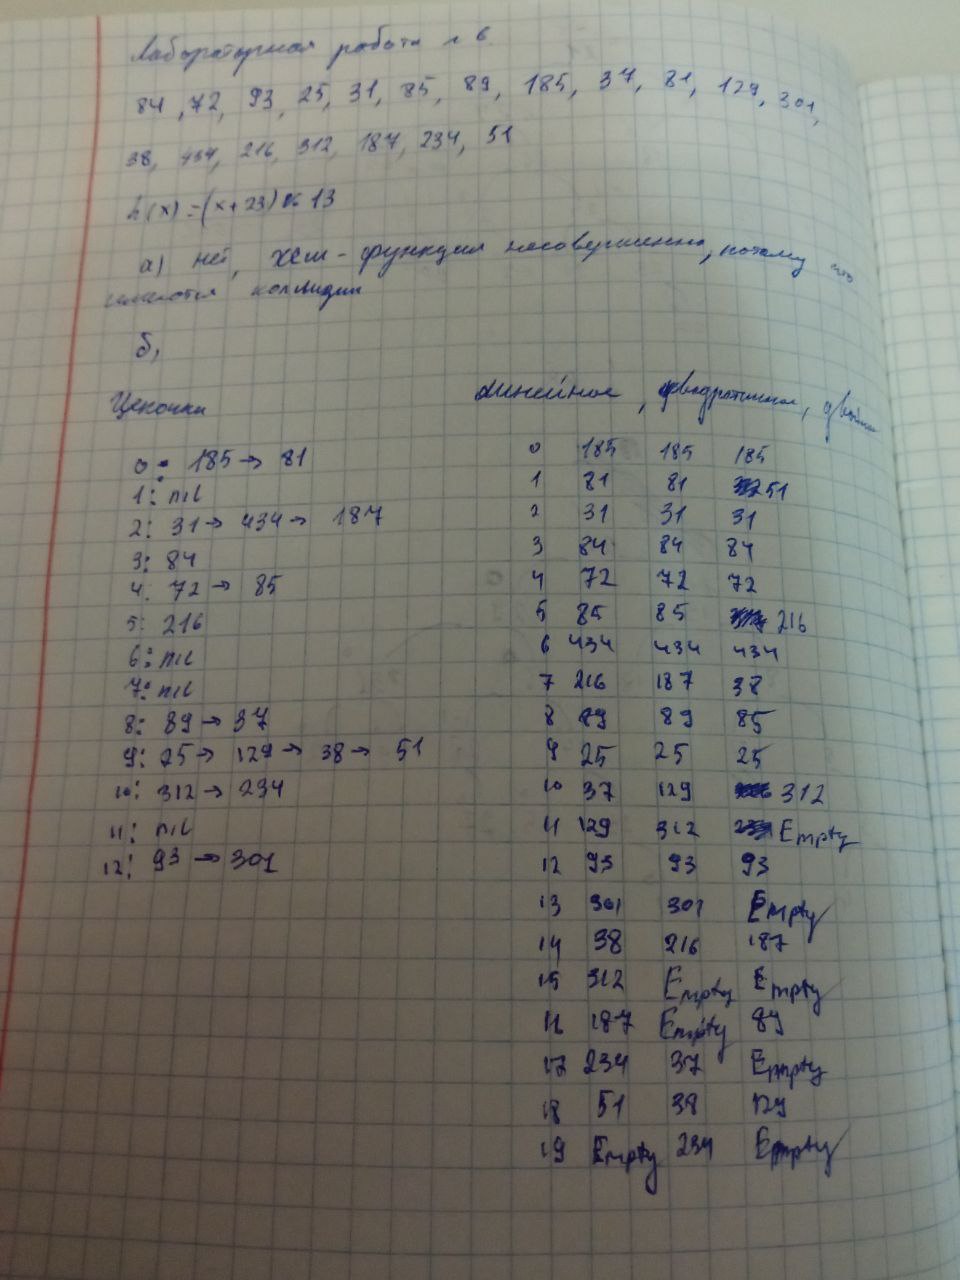 Лабораторная работа №6
84, 72, 93, 25, 31, 85, 89, 185, 37, 81, 129, 301,
38, 434, 216, 312, 187, 234, 51
h(x) = (x+23)%13
а) нет, хеш-функция несовершенна, потому что
имеются коллизии
б)
Цепочки
0: 185→ 81
1: nil
2: 31→ 434→ 187
3: 84
4: 72→ 85
5: 216
6: nil
7: nil
8: 89→ 37
9: 25→ 129→ 38→ 51
10: 312→ 234
11: nil
12: 93→ 301
линейное, квадратичное, двойное
0 185 185 185
1 81 81 51
2 31 31 31
3 84 84 84
4 72 72 72
5 85 85 216
6 434 434 434
7 216 187 38
8 89 89 85
9 25 25 25
10 37 129 312
11 129 312 Empty
12 93 93 93
13 301 301 Empty
14 38 216 187
15 312 Empty Empty
16 187 Empty 89
17 234 37 Empty
18 51 38 129
19 Empty 234 Empty